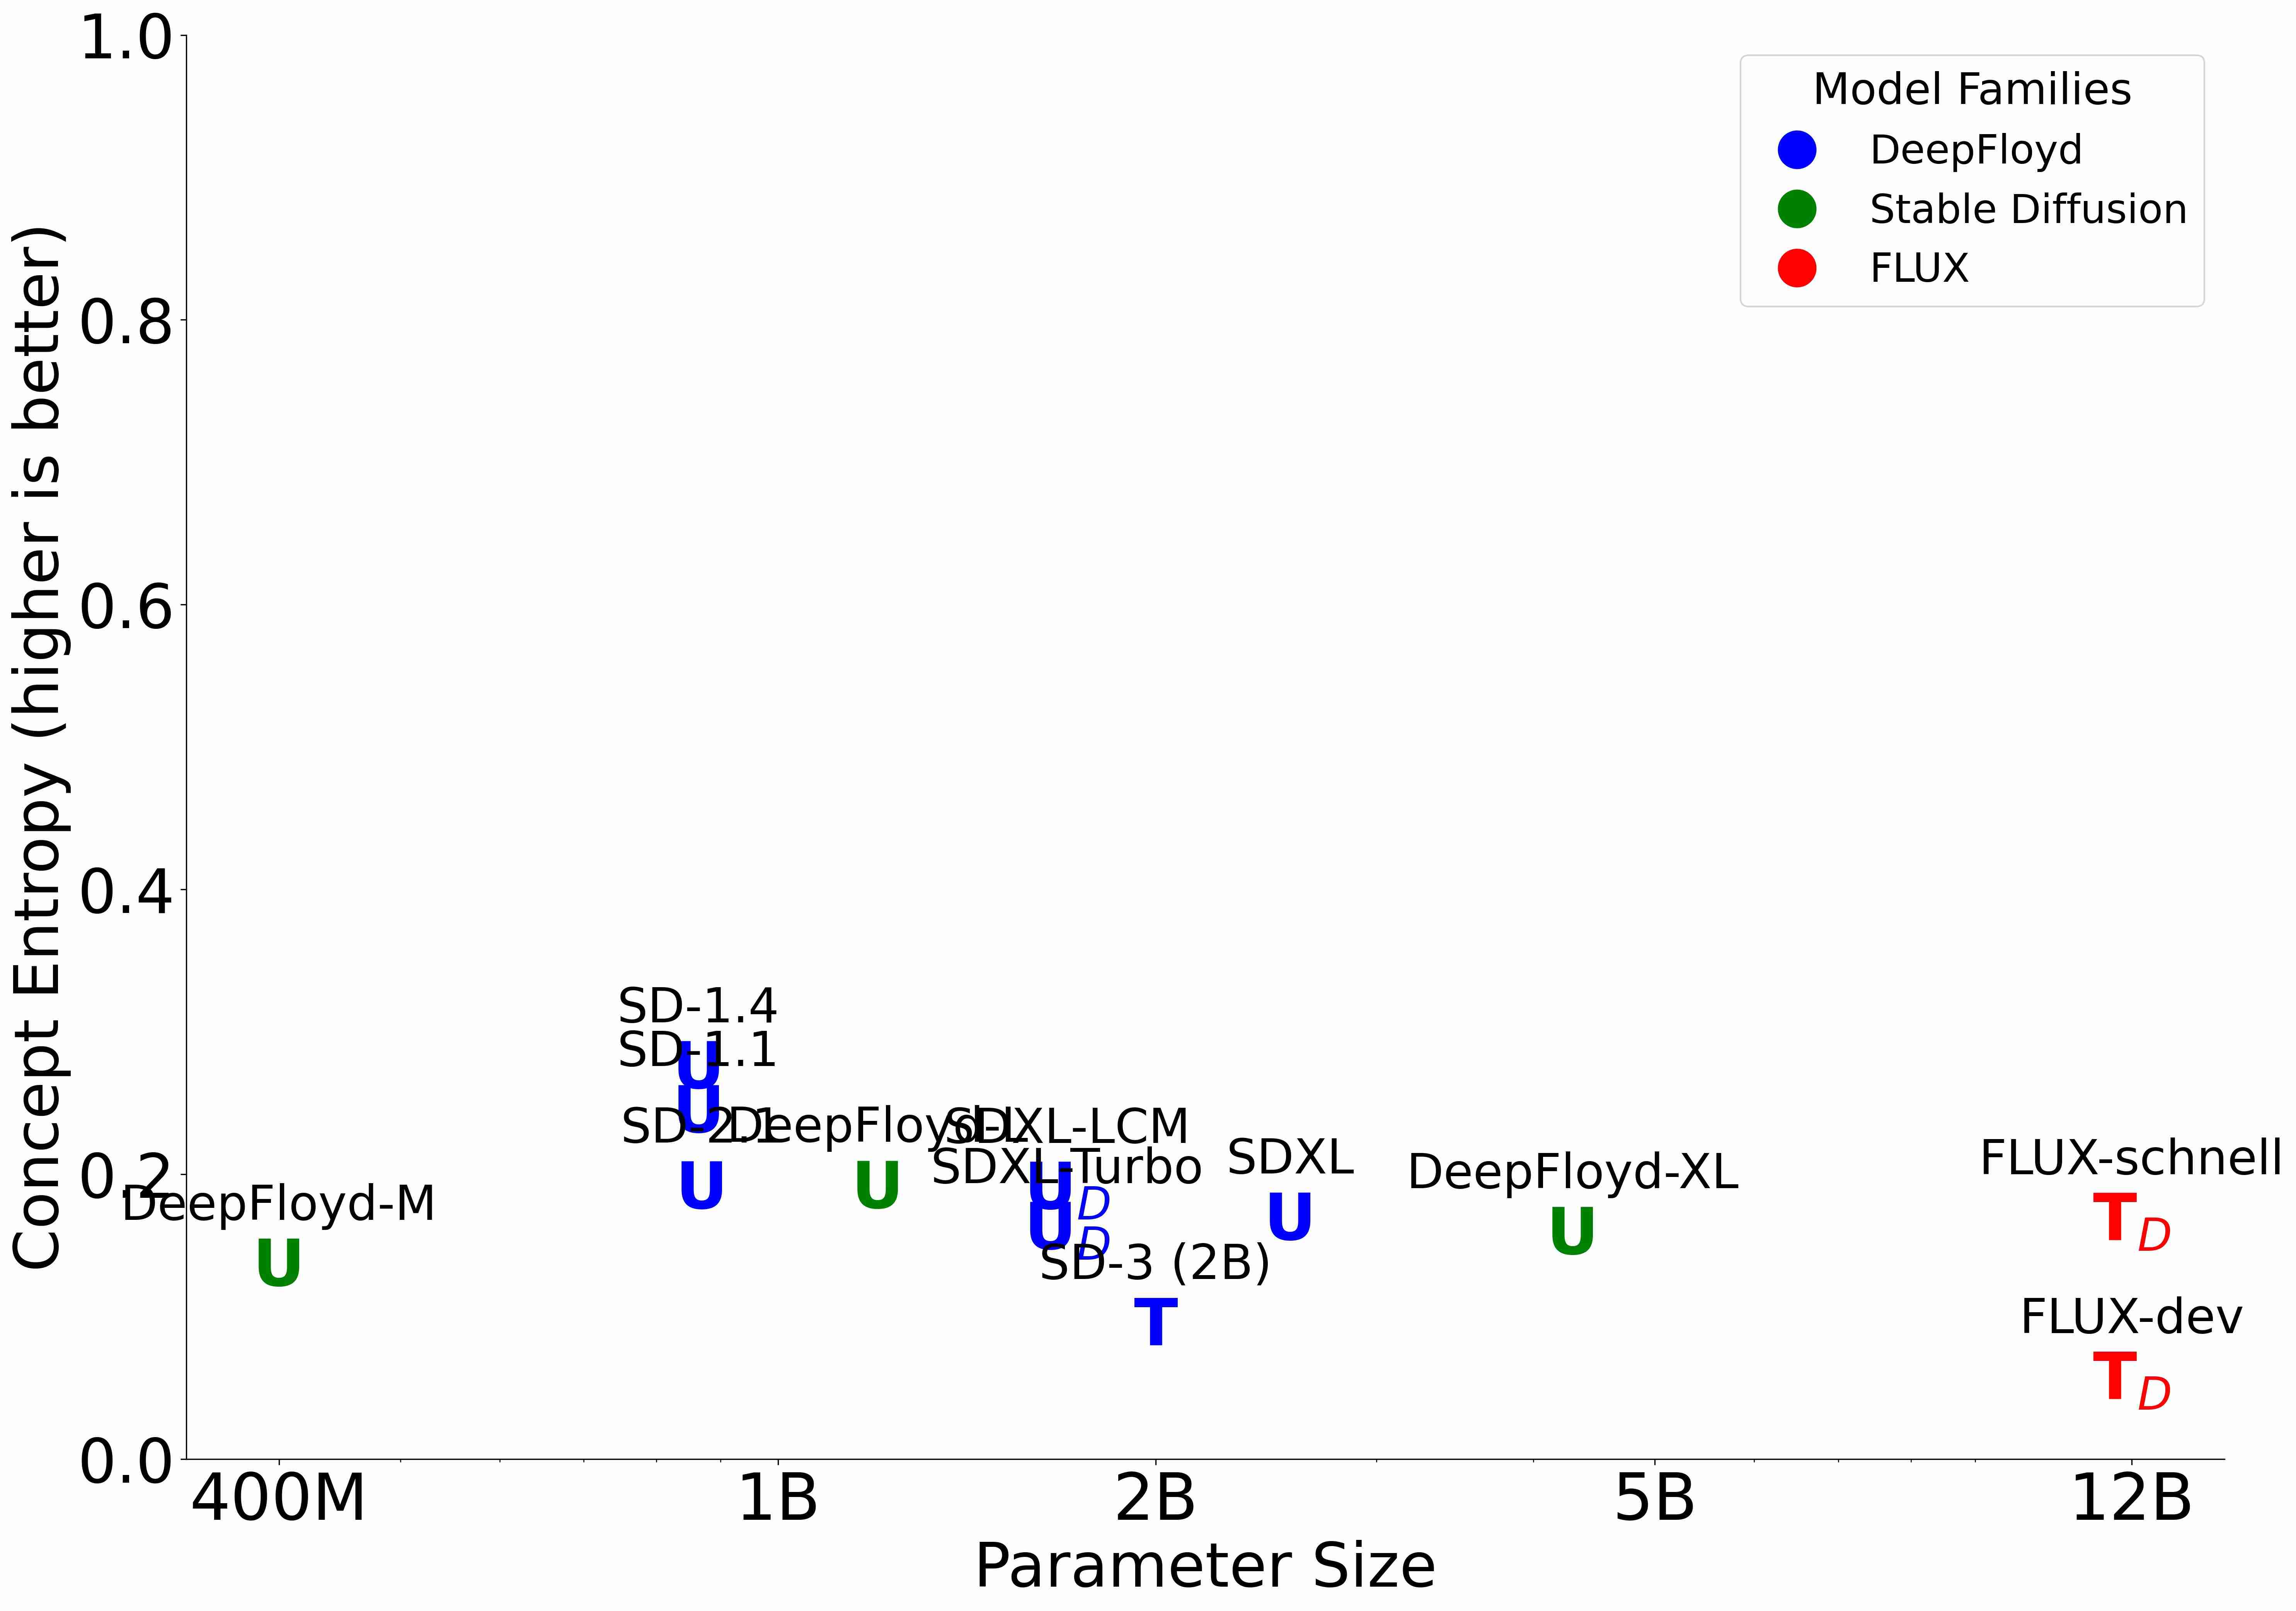 Concept Entropy (higher is better)
1.0
0.8
0.6
0.4
0.2
0.0
Model Families
DeepFloyd
Stable Diffusion
FLUX
SD-1.4
U
SD-1.1
U
SD-2.1
U
DeepFloyd-L
U
SDXL-LCM
U D
SDXL-Turbo
U D
SDXL
U
DeepFloyd-XL
U
FLUX-schnell
T D
DeepFloyd-M
U
SD-3 (2B)
T
FLUX-dev
T D
400M
1B
2B
5B
12B
Parameter Size